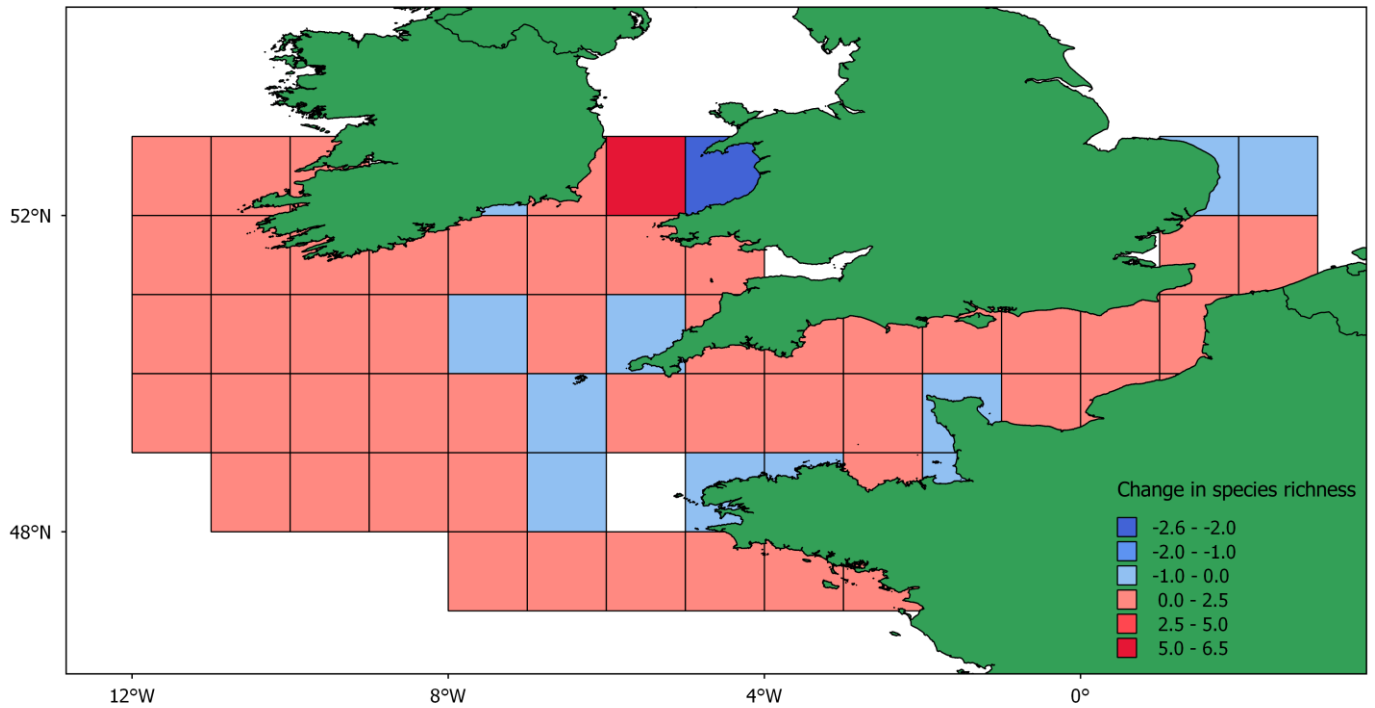 52°N
48°N
Change in species richness
-2.6 - -2.0
-2.0 - -1.0
-1.0 - 0.0
0.0 - 2.5
2.5 - 5.0
5.0 - 6.5
12°W
8°W
4°W
0°